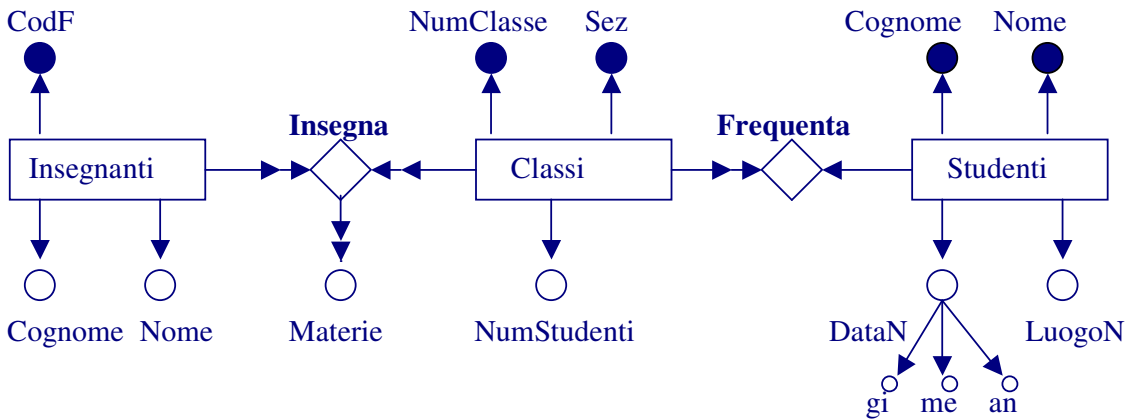 CodF NumClasse Sez Cognome Nome
Insegna Frequenta
Insegnanti Classi Studenti
Cognome Nome Materie NumStudenti DataN LuogoN
gi me an